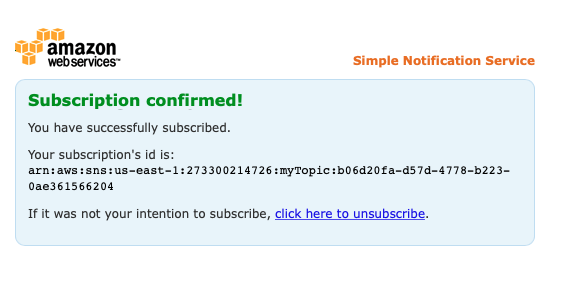 amazon
web services™
Simple Notification Service
Subscription confirmed!
You have successfully subscribed.
Your subscription's id is:
arn:aws:sns:us-east-1:273300214726:myTopic:b06d20fa-d57d-4778-b223-
0ae361566204
If it was not your intention to subscribe, click here to unsubscribe.